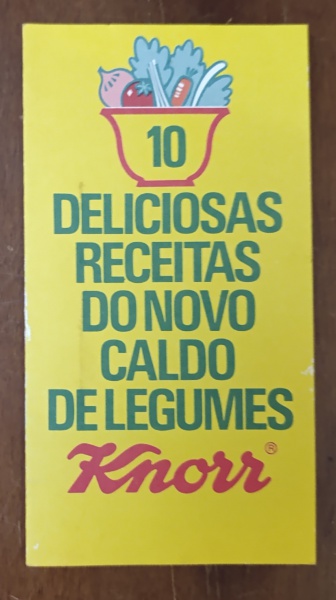 10
DELICIOSAS
RECEITAS
DO NOVO
CALDO
DE LEGUMES
Knorr®